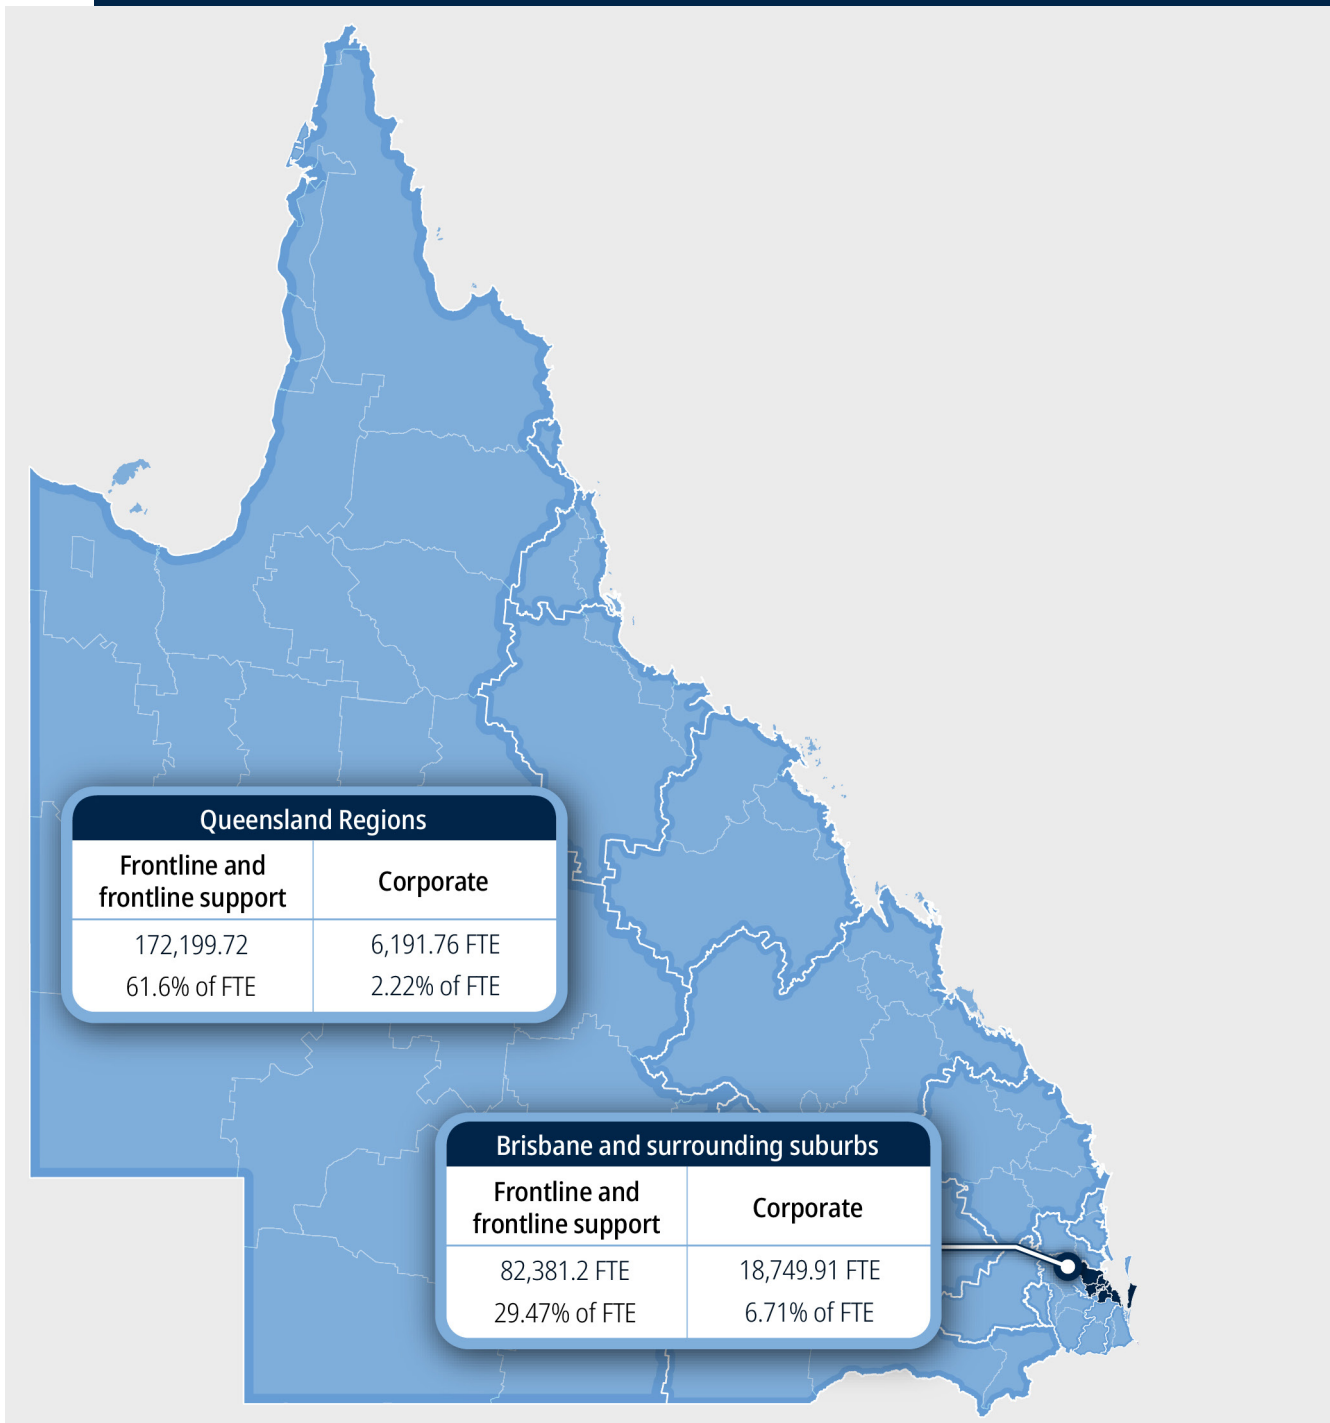 Queensland Regions
Frontline and
frontline support
Corporate
172,199.72
6,191.76 FTE
61.6% of FTE
2.22% of FTE
Brisbane and surrounding suburbs
Frontline and
frontline support
Corporate
82,381.2 FTE
18,749.91 FTE
29.47% of FTE
6.71% of FTE